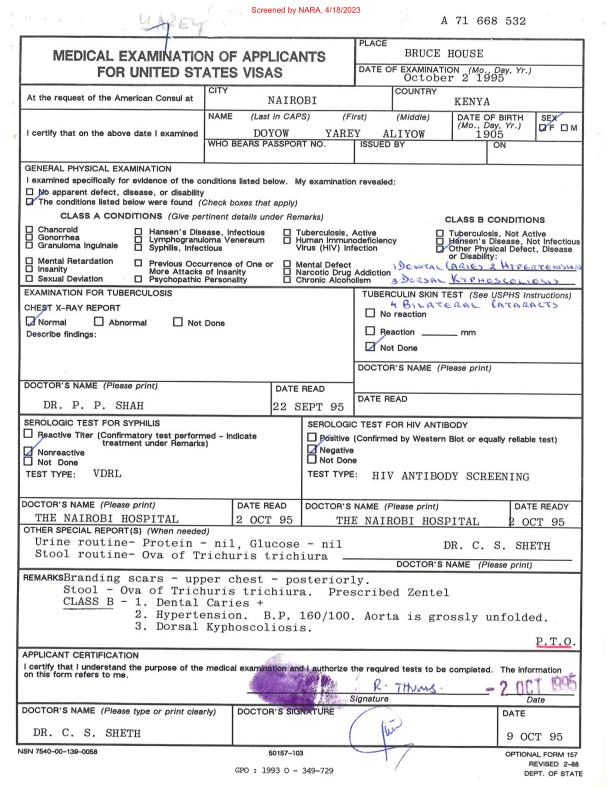 Screened by NARA, 4/18/2023
YAREY
A 71 668 532
MEDICAL EXAMINATION OF APPLICANTS
FOR UNITED STATES VISAS
PLACE
BRUCE HOUSE
DATE OF EXAMINATION (Mo., Day, Yr.)
October 2 1995
At the request of the American Consul at
CITY
NAIROBI
COUNTRY
KENYA
I certify that on the above date I examined
NAME (Last in CAPS) (First) (Middle)
DOYOW YAREY ALIYOW
DATE OF BIRTH
(Mo., Day, Yr.)
1905
SEX
F M
WHO BEARS PASSPORT NO.
ISSUED BY
ON
GENERAL PHYSICAL EXAMINATION
I examined specifically for evidence of the conditions listed below. My examination revealed:
No apparent defect, disease, or disability
The conditions listed below were found (Check boxes that apply)
CLASS A CONDITIONS (Give pertinent details under Remarks)
Chancroid
Gonorrhea
Granuloma Inguinale
Hansen's Disease, Infectious
Lymphogranuloma Venereum
Syphilis, Infectious
Tuberculosis, Active
Human Immunodeficiency
Virus (HIV) Infection
Mental Retardation
Insanity
Sexual Deviation
Previous Occurrence of One or
More Attacks of Insanity
Psychopathic Personality
Mental Defect
Narcotic Drug Addiction
Chronic Alcoholism
CLASS B CONDITIONS
Tuberculosis, Not Active
Hansen's Disease, Not Infectious
Other Physical Defect, Disease
or Disability:
1 DENTAL CARIES 2 HYPERTENSION
3 DORSAL KYPHOSCOLIOSIS
4 BILATERAL CATARACTS
EXAMINATION FOR TUBERCULOSIS
CHEST X-RAY REPORT
Normal Abnormal Not Done
Describe findings:
TUBERCULIN SKIN TEST (See USPHS Instructions)
No reaction
Reaction ______ mm
Not Done
DOCTOR'S NAME (Please print)
DATE READ
DOCTOR'S NAME (Please print)
DR. P. P. SHAH
DATE READ
22 SEPT 95
SEROLOGIC TEST FOR SYPHILIS
Reactive Titer (Confirmatory test performed - Indicate
treatment under Remarks)
Nonreactive
Not Done
TEST TYPE: VDRL
SEROLOGIC TEST FOR HIV ANTIBODY
Positive (Confirmed by Western Blot or equally reliable test)
Negative
Not Done
TEST TYPE: HIV ANTIBODY SCREENING
DOCTOR'S NAME (Please print)
THE NAIROBI HOSPITAL
DATE READ
2 OCT 95
DOCTOR'S NAME (Please print)
THE NAIROBI HOSPITAL
DATE READY
2 OCT 95
OTHER SPECIAL REPORT(S) (When needed)
Urine routine- Protein - nil, Glucose - nil
Stool routine- Ova of Trichuris trichiura
DR. C. S. SHETH
DOCTOR'S NAME (Please print)
REMARKS Branding scars - upper chest - posteriorly.
Stool - Ova of Trichuris trichiura. Prescribed Zentel
CLASS B - 1. Dental Caries +
2. Hypertension. B.P. 160/100. Aorta is grossly unfolded.
3. Dorsal Kyphoscoliosis.
P.T.O.
APPLICANT CERTIFICATION
I certify that I understand the purpose of the medical examination and I authorize the required tests to be completed. The information
on this form refers to me.
R. THUMB
- 2 OCT 1995
Signature
Date
DOCTOR'S NAME (Please type or print clearly)
DR. C. S. SHETH
DOCTOR'S SIGNATURE
DATE
9 OCT 95
NSN 7540-00-139-0058
50157-103
OPTIONAL FORM 157
REVISED 2-88
DEPT. OF STATE
GPO : 1993 O - 349-729